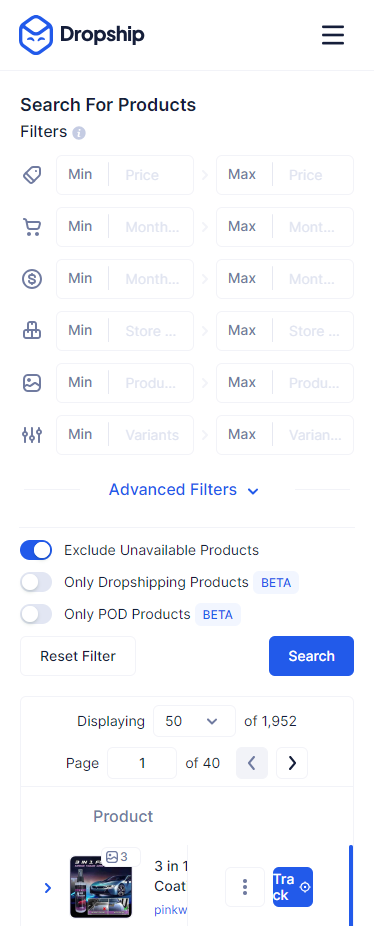 Dropship
Search For Products
Filters
Min Price Max Price
Min Month... Max Mont...
Min Month... Max Mont...
Min Store ... Max Store ...
Min Produ... Max Produ...
Min Variants Max Varian...
Advanced Filters
Exclude Unavailable Products
Only Dropshipping Products BETA
Only POD Products BETA
Reset Filter Search
Displaying 50 of 1,952
Page 1 of 40
Product
3
3 in 1
Coat
pinkw
Tra
ck